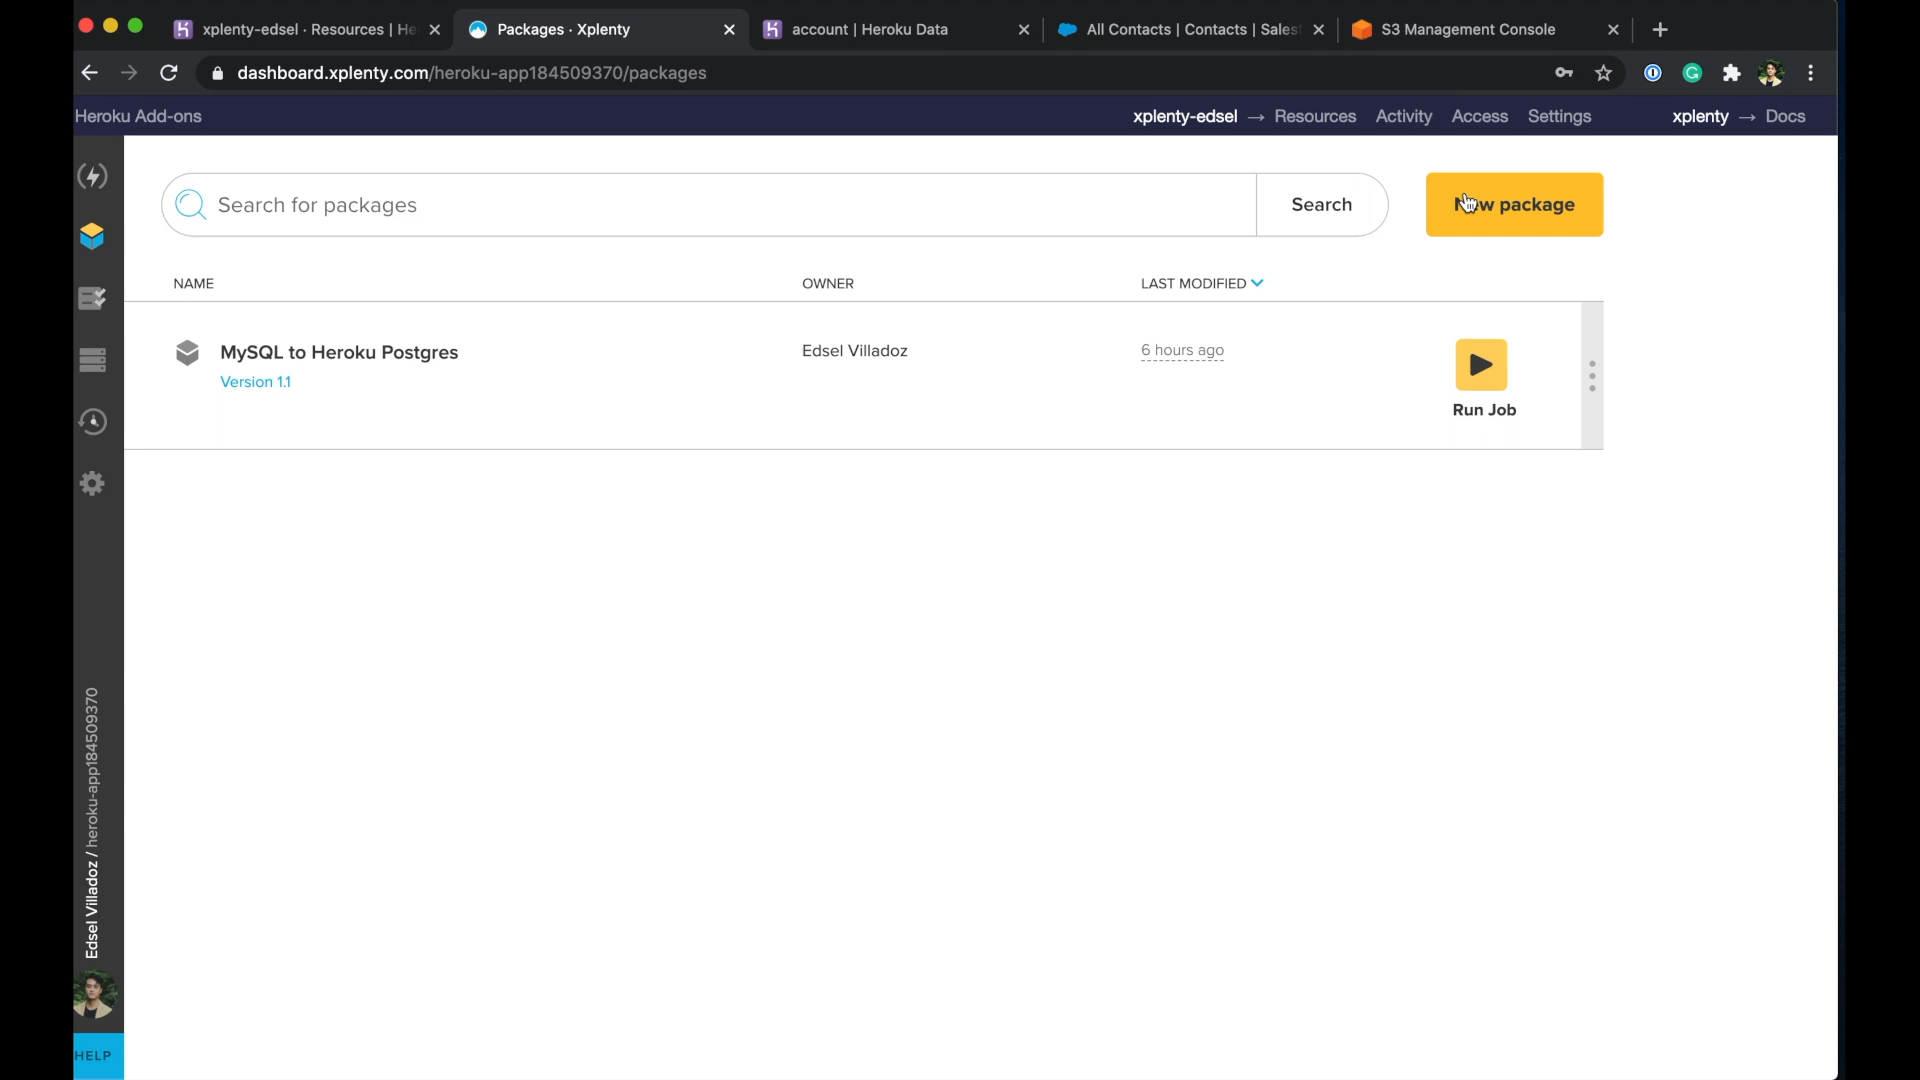 xplenty-edsel · Resources | He
Packages · Xplenty
account | Heroku Data
All Contacts | Contacts | Salesf
S3 Management Console
dashboard.xplenty.com/heroku-app184509370/packages
Heroku Add-ons
xplenty-edsel → Resources Activity Access Settings
xplenty → Docs
Search for packages
Search
New package
NAME
OWNER
LAST MODIFIED
MySQL to Heroku Postgres
Version 1.1
Edsel Villadoz
6 hours ago
Run Job
Edsel Villadoz / heroku-app184509370
HELP